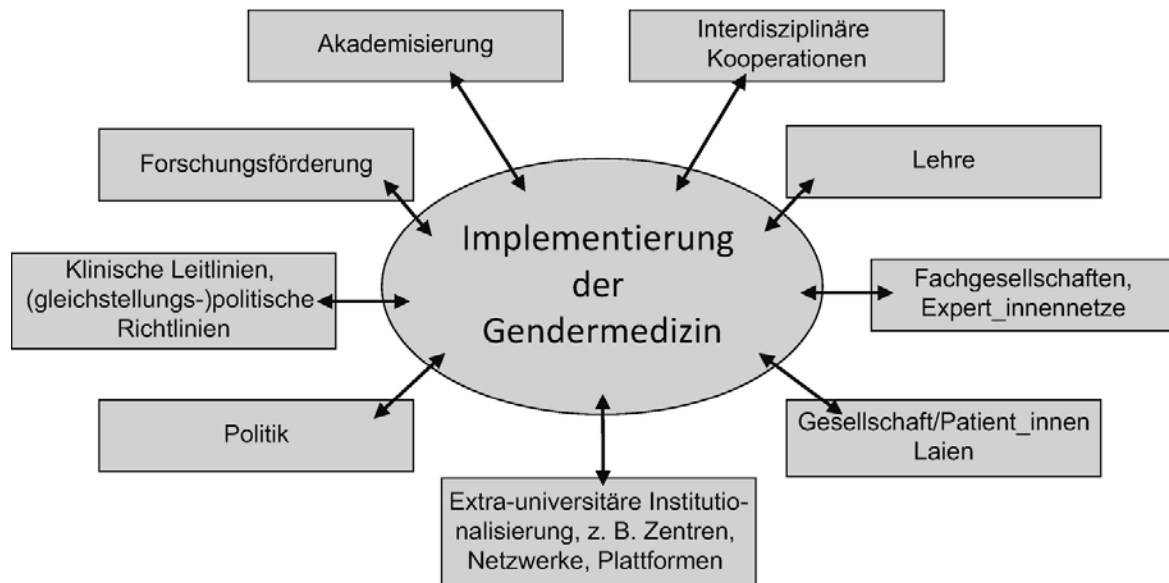 Akademisierung
Interdisziplinäre
Kooperationen
Forschungsförderung
Lehre
Implementierung
der
Gendermedizin
Klinische Leitlinien,
(gleichstellungs-)politische
Richtlinien
Fachgesellschaften,
Expert_innennetze
Politik
Gesellschaft/Patient_innen
Laien
Extra-universitäre Institutio-
nalisierung, z. B. Zentren,
Netzwerke, Plattformen